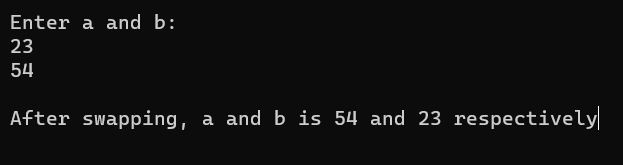 Enter a and b:
23
54
After swapping, a and b is 54 and 23 respectively